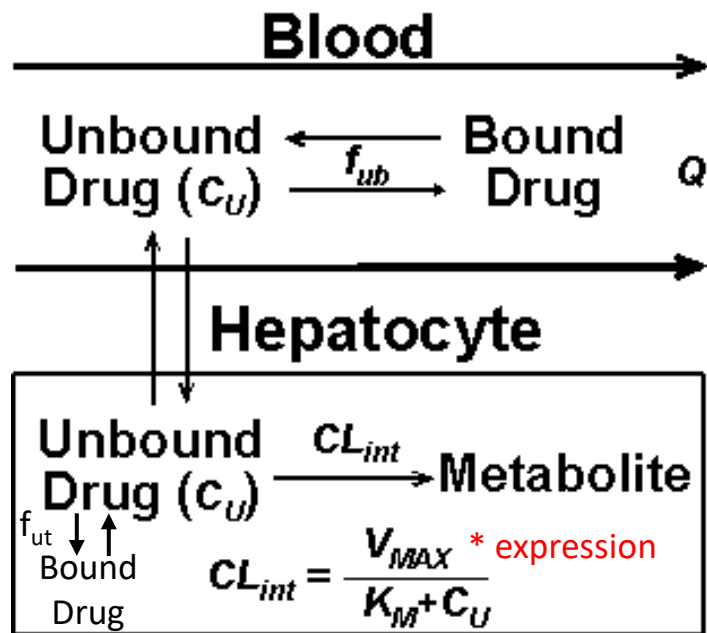 Blood
Unbound Bound
Drug (C_U) f_ub Drug Q
Hepatocyte
Unbound CL_int
Drug (C_U) Metabolite
f_ut
Bound
Drug
CL_int = V_MAX * expression
K_M+C_U